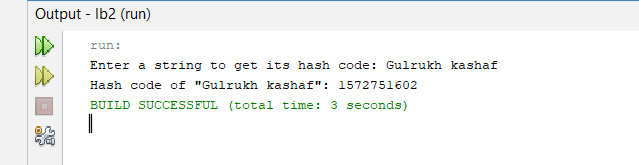 Output - lb2 (run)
run:
Enter a string to get its hash code: Gulrukh kashaf
Hash code of "Gulrukh kashaf": 1572751602
BUILD SUCCESSFUL (total time: 3 seconds)